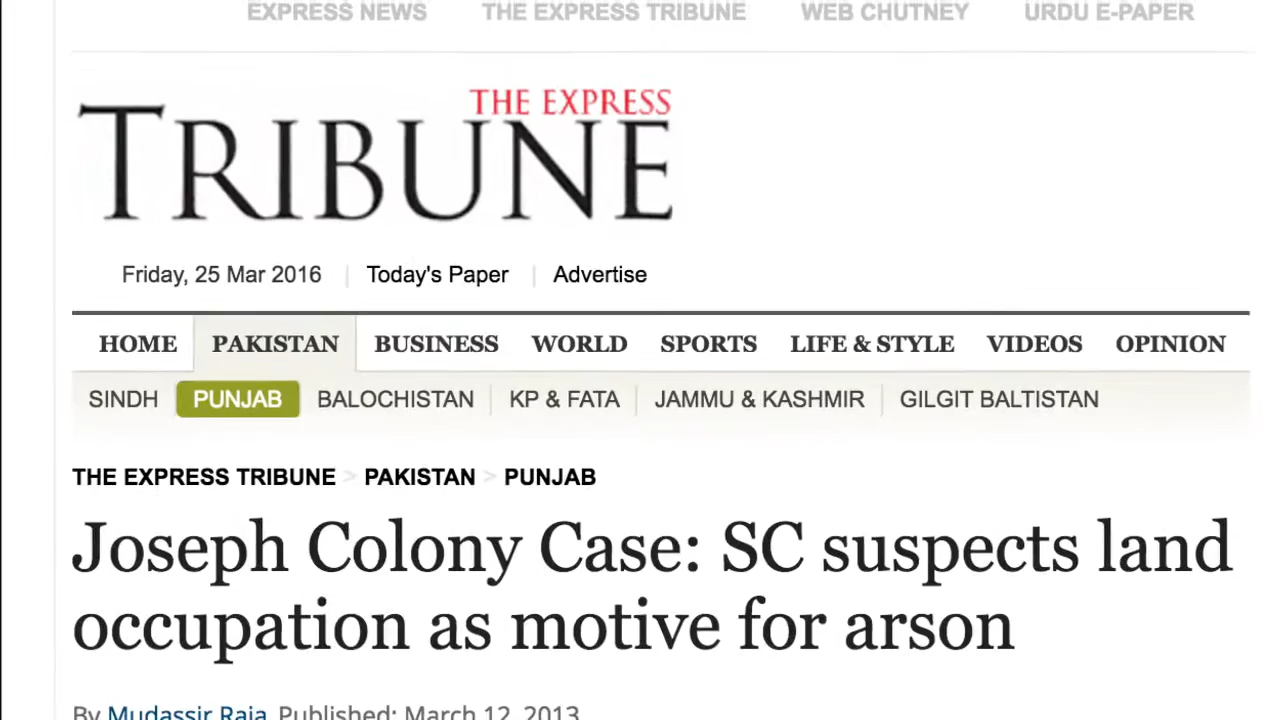 EXPRESS NEWS THE EXPRESS TRIBUNE WEB CHUTNEY URDU E-PAPER
THE EXPRESS
TRIBUNE
Friday, 25 Mar 2016 Today's Paper Advertise
HOME PAKISTAN BUSINESS WORLD SPORTS LIFE & STYLE VIDEOS OPINION
SINDH PUNJAB BALOCHISTAN KP & FATA JAMMU & KASHMIR GILGIT BALTISTAN
THE EXPRESS TRIBUNE > PAKISTAN > PUNJAB
Joseph Colony Case: SC suspects land
occupation as motive for arson
By Mudassir Raja Published: March 12, 2013